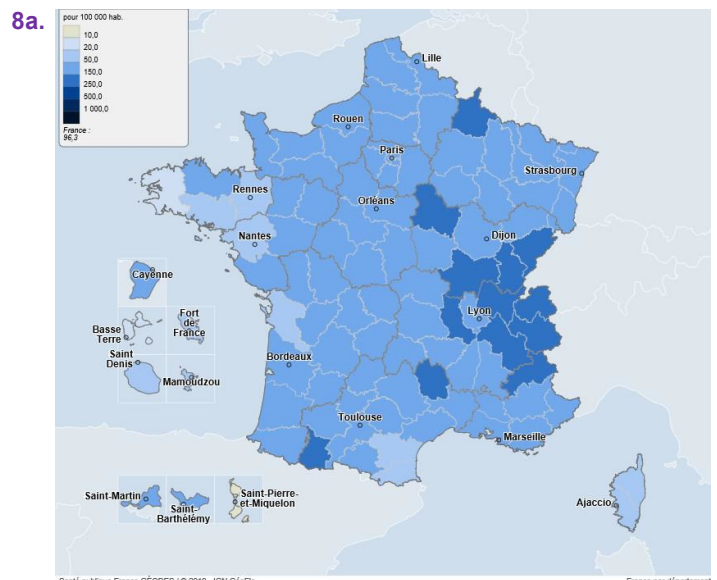 8a.
pour 100 000 hab.
10,0
20,0
50,0
150,0
250,0
500,0
1 000,0
France :
96,3
Lille
Rouen
Paris
Strasbourg
Rennes
Orléans
Nantes
Dijon
Cayenne
Lyon
Basse
Terre
Fort
de
France
Saint
Denis
Mamoudzou
Bordeaux
Toulouse
Marseille
Saint-Martin
Saint-
Barthélémy
Saint-Pierre-
et-Miquelon
Ajaccio